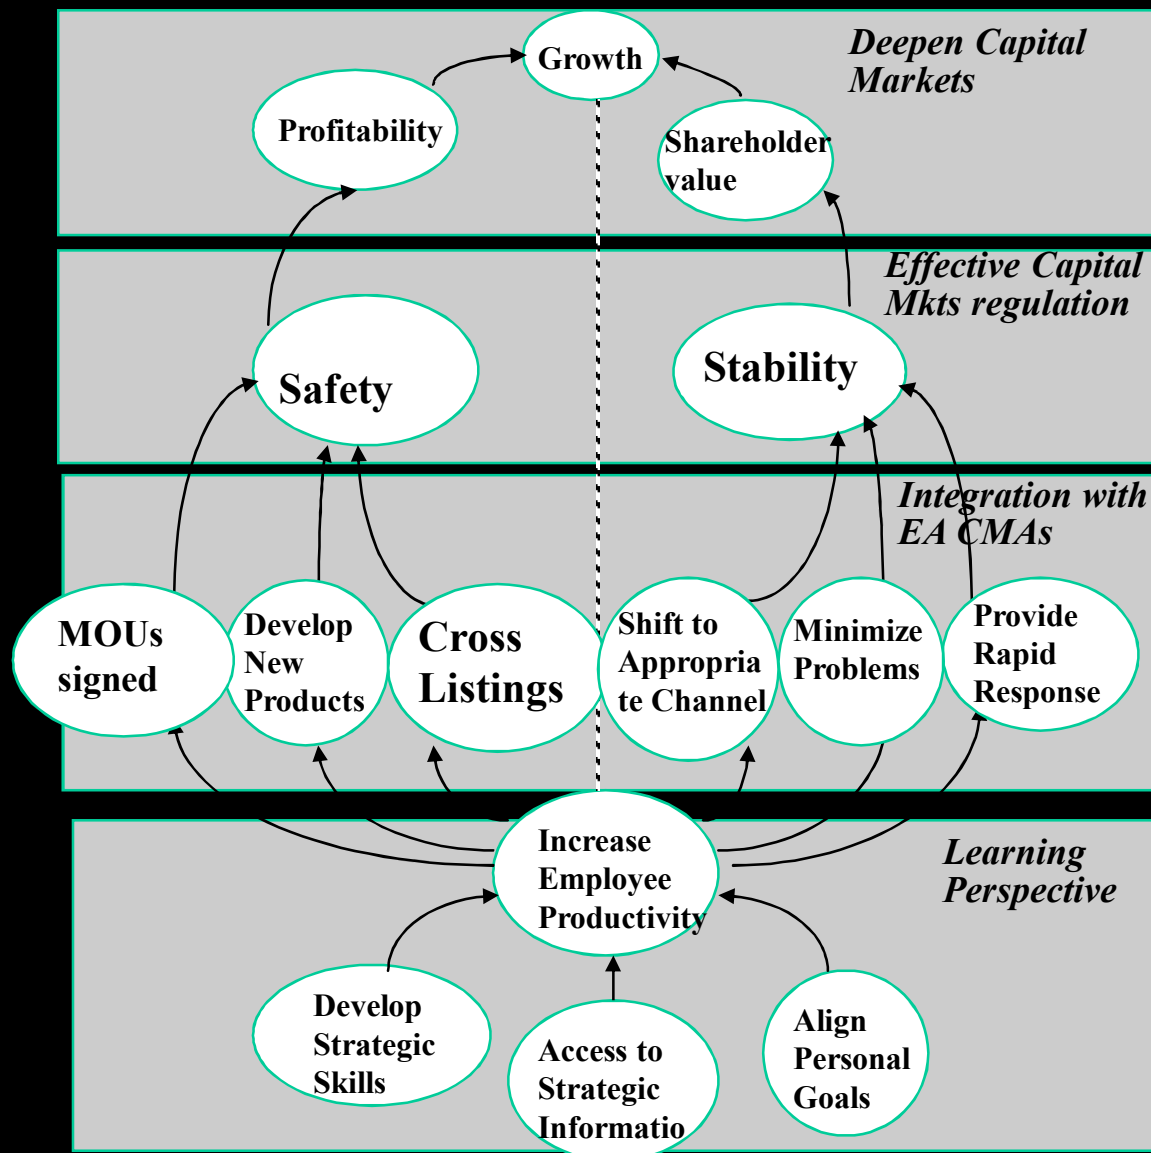 Growth
Deepen Capital
Markets
Profitability
Shareholder
value
Effective Capital
Mkts regulation
Safety
Stability
Integration with
EA CMAs
MOUs
signed
Develop
New
Products
Cross
Listings
Shift to
Appropria
te Channel
Minimize
Problems
Provide
Rapid
Response
Increase
Employee
Productivity
Learning
Perspective
Develop
Strategic
Skills
Access to
Strategic
Informatio
Align
Personal
Goals